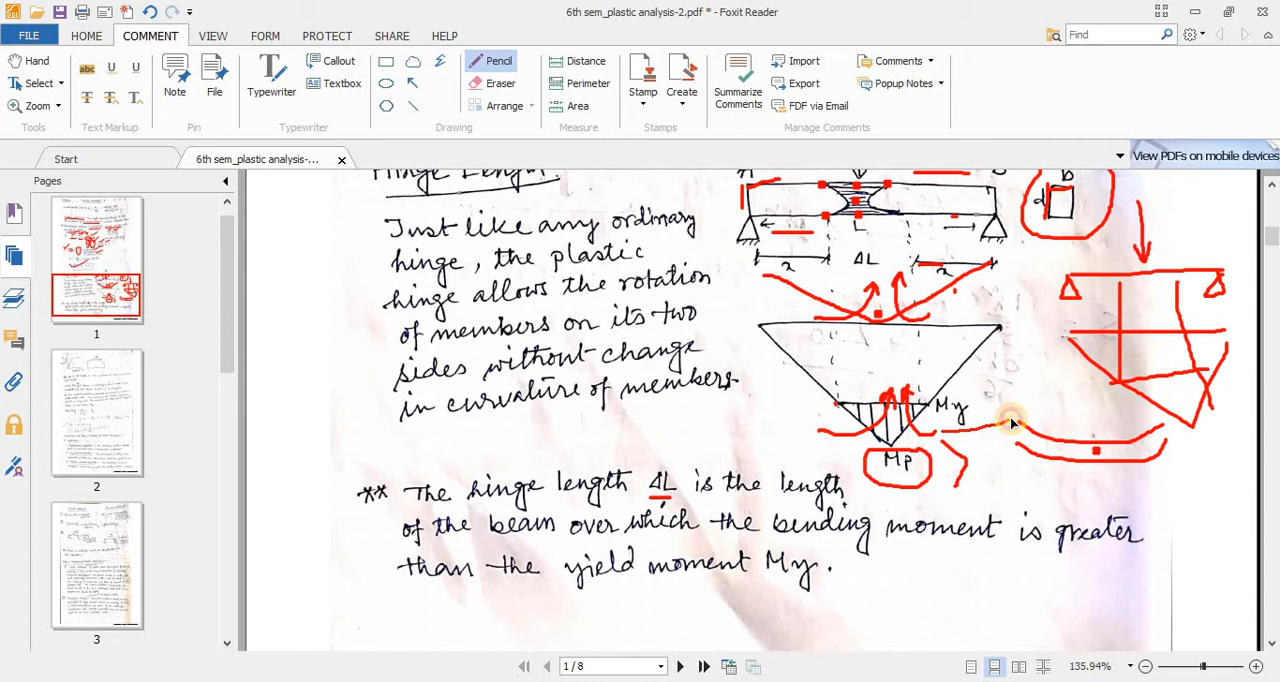 6th sem_plastic analysis-2.pdf * - Foxit Reader
FILE HOME COMMENT VIEW FORM PROTECT SHARE HELP
Find
Hand
Select
Zoom
Tools
abc U U
T T T
Text Markup
Note
File
Pin
Typewriter
Callout
Textbox
Typewriter
Pencil
Eraser
Arrange
Drawing
Distance
Perimeter
Area
Measure
Stamp
Create
Stamps
Summarize
Comments
Import
Export
FDF via Email
Comments
Popup Notes
Manage Comments
Start
6th sem_plastic analysis-...
View PDFs on mobile devices
Pages
1
2
3
Hinge Length.
Just like any ordinary
hinge, the plastic
hinge allows the rotation
of members on its two
sides without change
in curvature of members
b
d
L
x
ΔL
x
My
Mp
** The hinge length ΔL is the length
of the beam over which the bending moment is greater
than the yield moment My.
1 / 8
135.94%